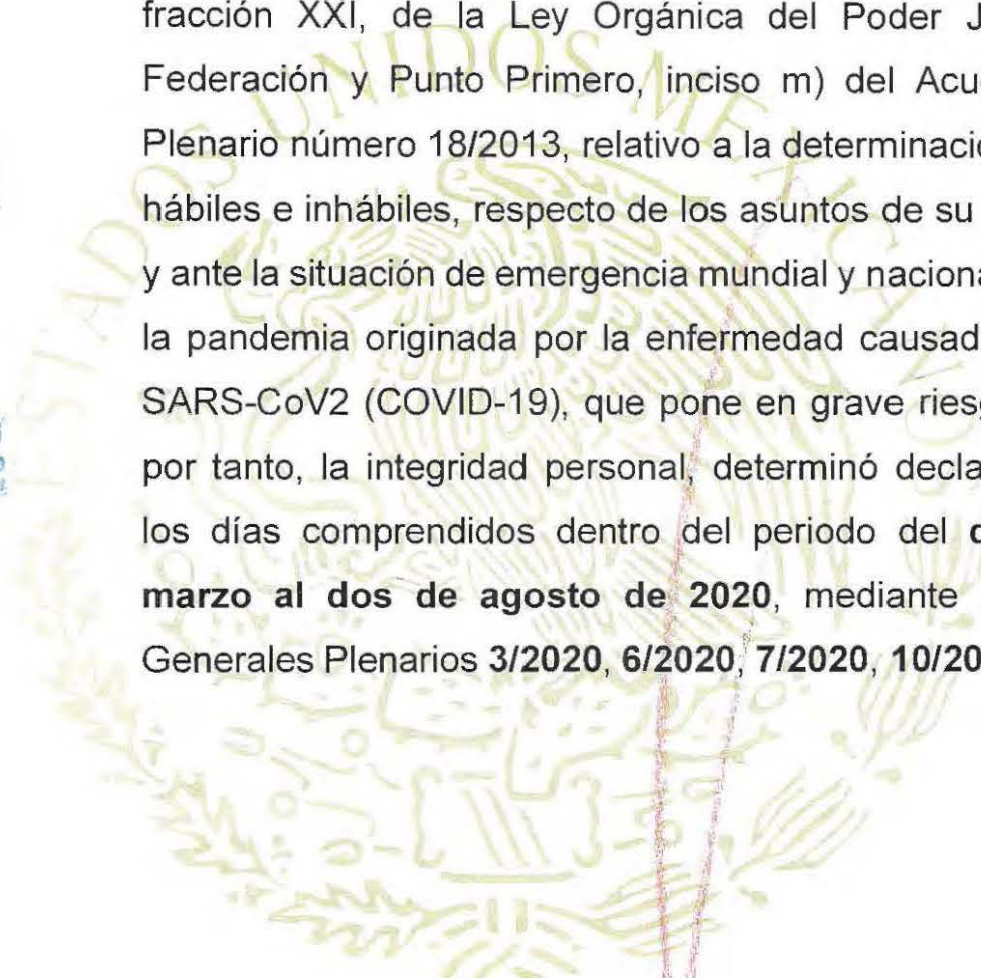 fracción XXI, de la Ley Orgánica del Poder J
Federación y Punto Primero, inciso m) del Acu
Plenario número 18/2013, relativo a la determinaci
hábiles e inhábiles, respecto de los asuntos de su
y ante la situación de emergencia mundial y naciona
la pandemia originada por la enfermedad causad
SARS-CoV2 (COVID-19), que pone en grave ries
por tanto, la integridad personal, determinó decla
los días comprendidos dentro del periodo del
marzo al dos de agosto de 2020, mediante
Generales Plenarios 3/2020, 6/2020, 7/2020, 10/20
ESTADOS UNIDOS MEXICANOS